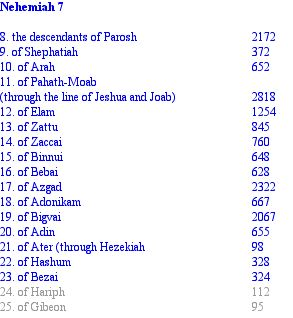 Nehemiah 7
8. the descendants of Parosh 2172
9. of Shephatiah 372
10. of Arah 652
11. of Pahath-Moab
(through the line of Jeshua and Joab) 2818
12. of Elam 1254
13. of Zattu 845
14. of Zaccai 760
15. of Binnui 648
16. of Bebai 628
17. of Azgad 2322
18. of Adonikam 667
19. of Bigvai 2067
20. of Adin 655
21. of Ater (through Hezekiah 98
22. of Hashum 328
23. of Bezai 324
24. of Hariph 112
25. of Gibeon 95